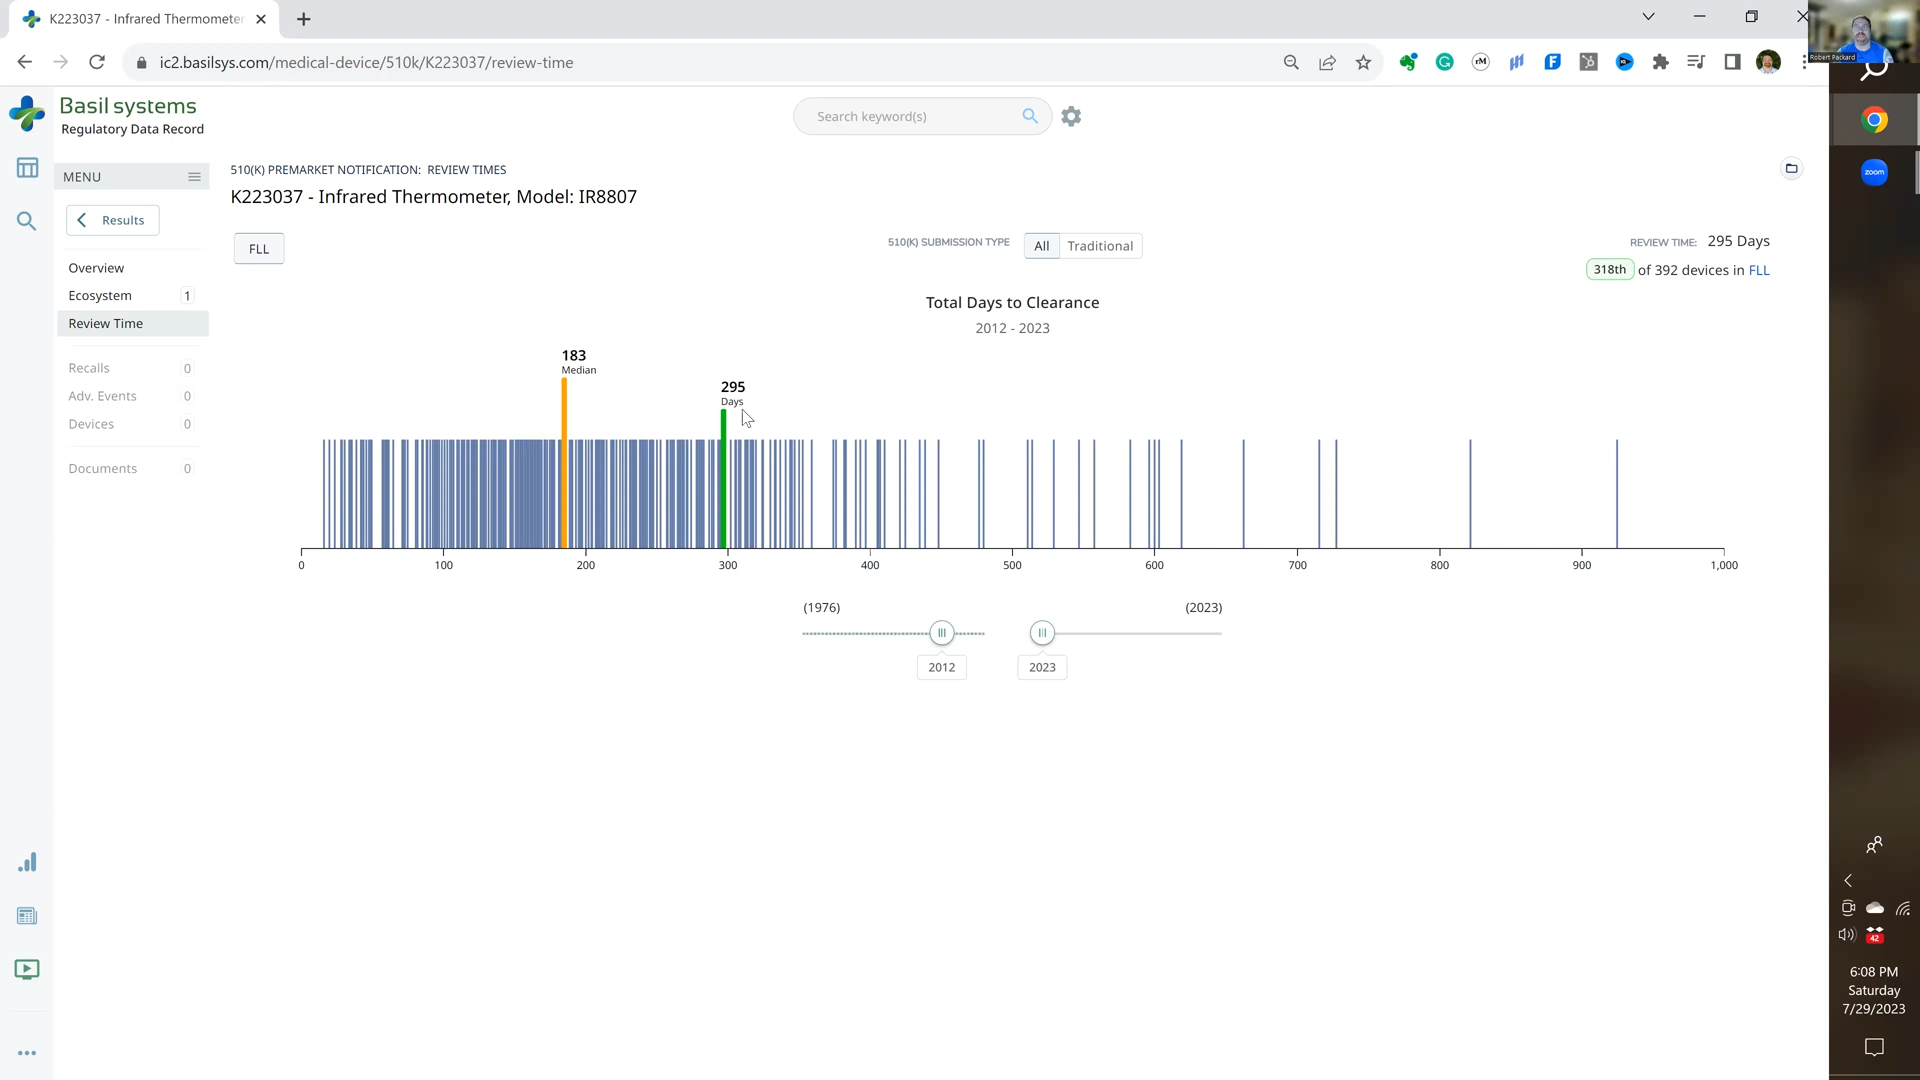 K223037 - Infrared Thermometer
ic2.basilsys.com/medical-device/510k/K223037/review-time
Robert Packard
Basil systems
Regulatory Data Record
Search keyword(s)
zoom
MENU
Results
Overview
Ecosystem 1
Review Time
Recalls 0
Adv. Events 0
Devices 0
Documents 0
510(K) PREMARKET NOTIFICATION: REVIEW TIMES
K223037 - Infrared Thermometer, Model: IR8807
FLL
510(K) SUBMISSION TYPE All Traditional
REVIEW TIME: 295 Days
318th of 392 devices in FLL
Total Days to Clearance
2012 - 2023
183
Median
295
Days
0 100 200 300 400 500 600 700 800 900 1,000
(1976) (2023)
2012 2023
42
6:08 PM
Saturday
7/29/2023